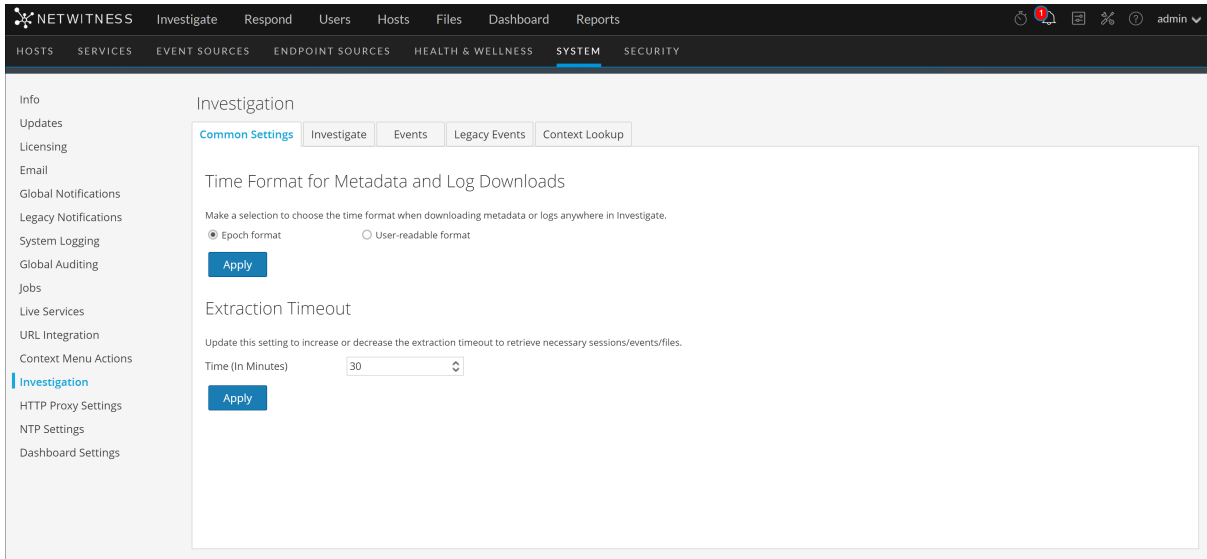 NETWITNESS Investigate Respond Users Hosts Files Dashboard Reports 1 admin
HOSTS SERVICES EVENT SOURCES ENDPOINT SOURCES HEALTH & WELLNESS SYSTEM SECURITY
Info
Updates
Licensing
Email
Global Notifications
Legacy Notifications
System Logging
Global Auditing
Jobs
Live Services
URL Integration
Context Menu Actions
Investigation
HTTP Proxy Settings
NTP Settings
Dashboard Settings
Investigation
Common Settings Investigate Events Legacy Events Context Lookup
Time Format for Metadata and Log Downloads
Make a selection to choose the time format when downloading metadata or logs anywhere in Investigate.
Epoch format User-readable format
Apply
Extraction Timeout
Update this setting to increase or decrease the extraction timeout to retrieve necessary sessions/events/files.
Time (In Minutes) 30
Apply